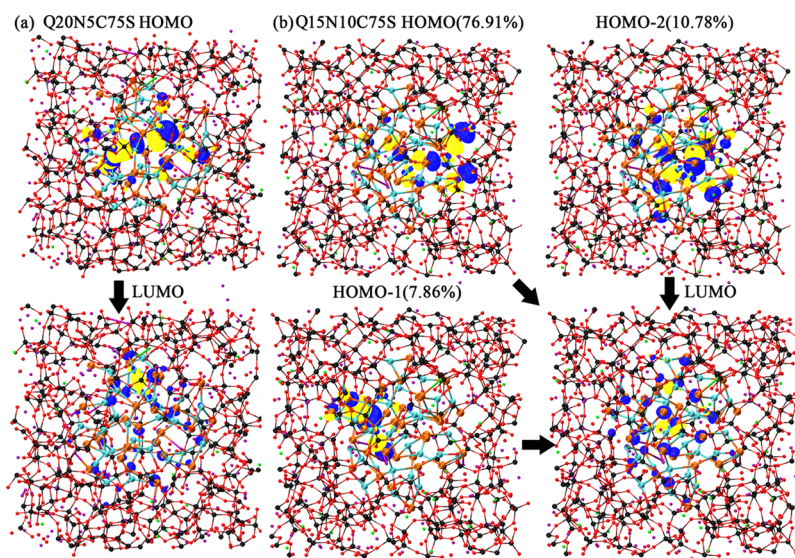 (a) Q20N5C75S HOMO
(b) Q15N10C75S HOMO(76.91%)
HOMO-2(10.78%)
LUMO
HOMO-1(7.86%)
LUMO